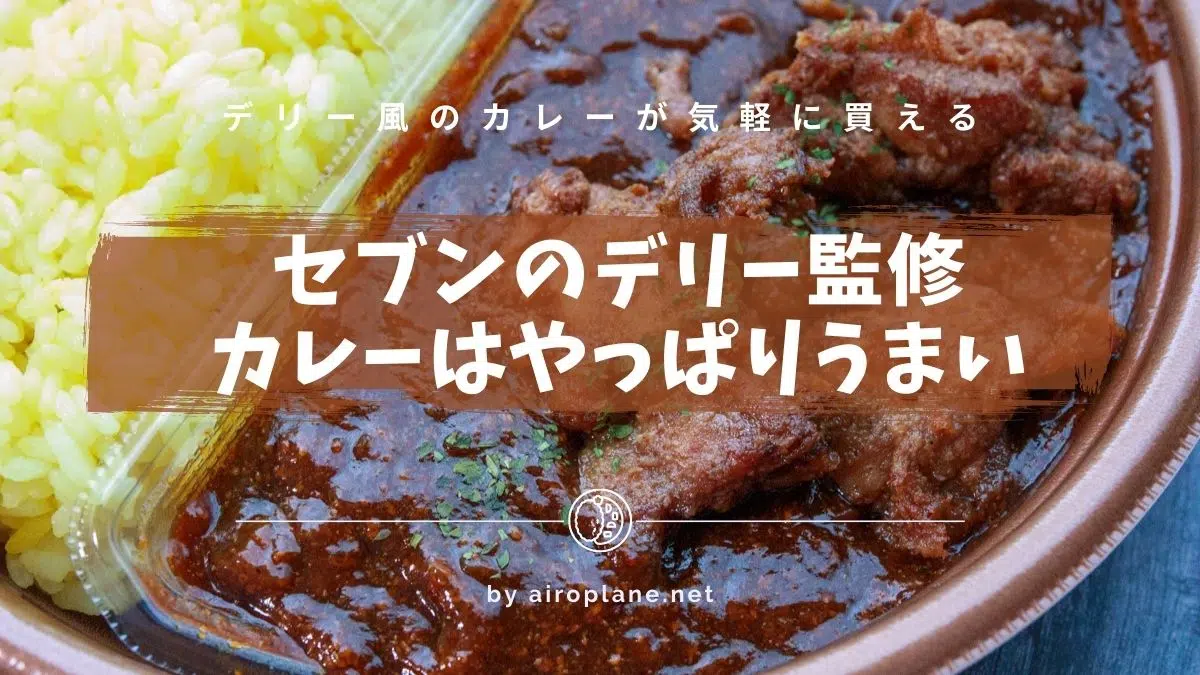 デリー風のカレーが気軽に買える
セブンのデリー監修
カレーはやっぱりうまい
by airoplane.net